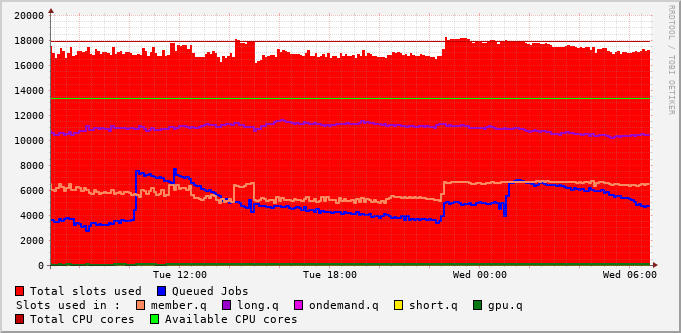 20000
18000
16000
14000
12000
10000
8000
6000
4000
2000
0
Tue 12:00 Tue 18:00 Wed 00:00 Wed 06:00
RRDTOOL / TOBI OETIKER
Total slots used Queued Jobs
Slots used in : member.q long.q ondemand.q short.q gpu.q
Total CPU cores Available CPU cores